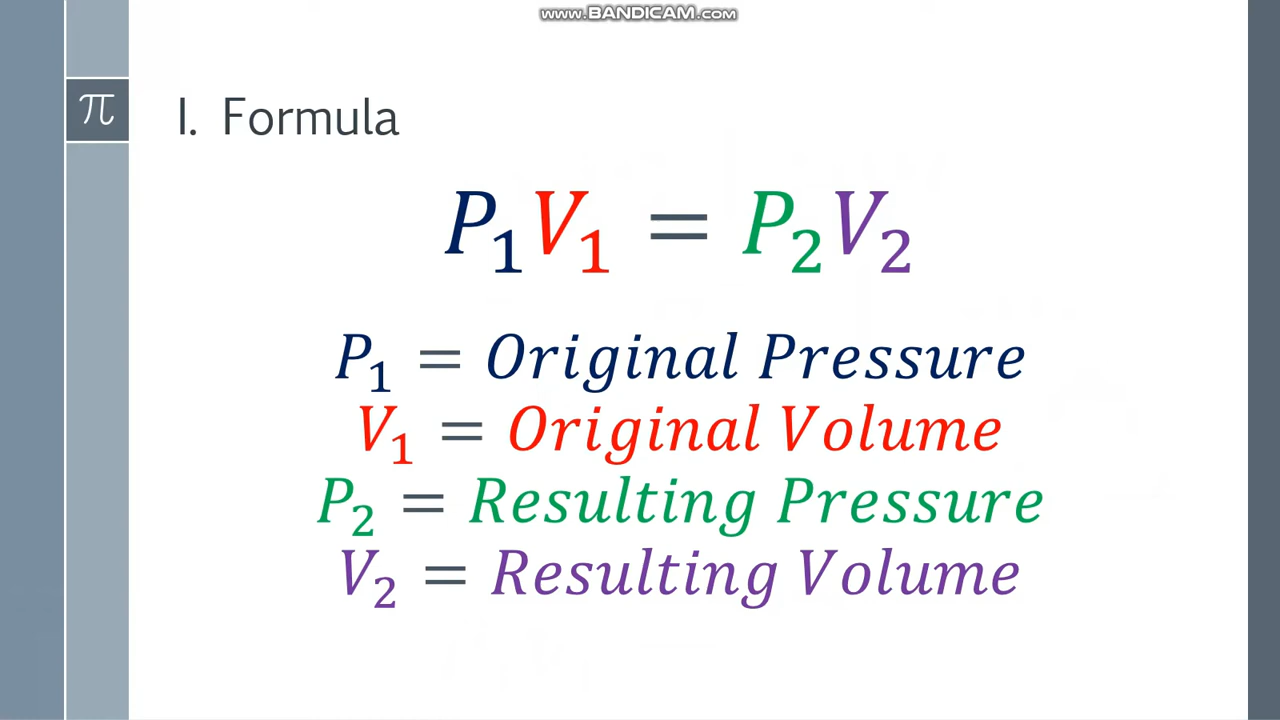 www.BANDICAM.com
π
I. Formula
P₁V₁ = P₂V₂
P₁ = Original Pressure
V₁ = Original Volume
P₂ = Resulting Pressure
V₂ = Resulting Volume